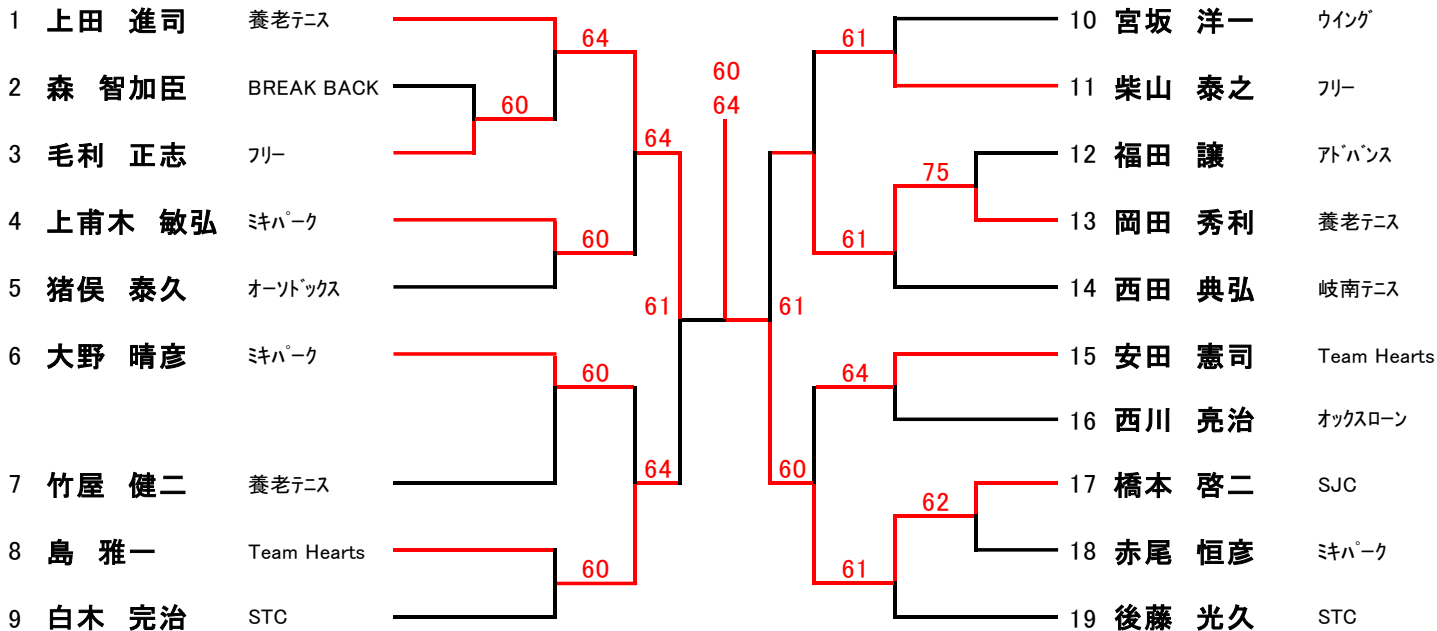 1 上田 進司 養老テニス
2 森 智加臣 BREAK BACK
3 毛利 正志 フリー
4 上甫木 敏弘 ミキパーク
5 猪俣 泰久 オーソドックス
6 大野 晴彦 ミキパーク
7 竹屋 健二 養老テニス
8 島 雅一 Team Hearts
9 白木 完治 STC
64
60
60
60
60
64
64
61
60
64
61
60
61
75
61
64
62
61
10 宮坂 洋一 ウイング
11 柴山 泰之 フリー
12 福田 譲 アドバンス
13 岡田 秀利 養老テニス
14 西田 典弘 岐南テニス
15 安田 憲司 Team Hearts
16 西川 亮治 オックスローン
17 橋本 啓二 SJC
18 赤尾 恒彦 ミキパーク
19 後藤 光久 STC